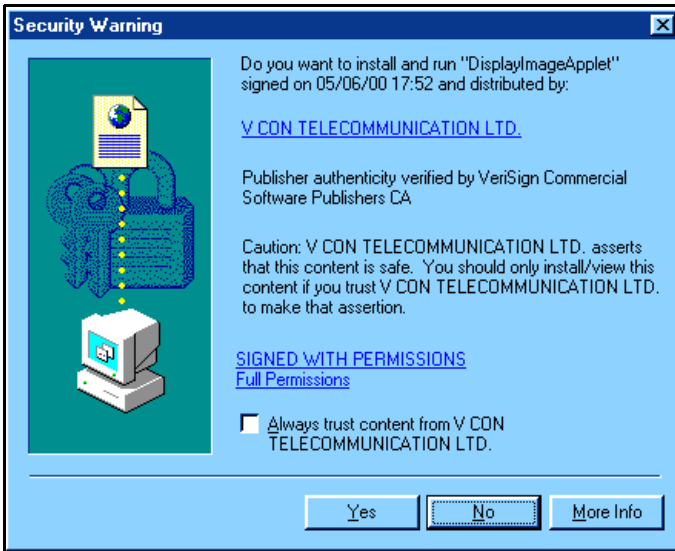 Security Warning
Do you want to install and run "DisplayImageApplet"
signed on 05/06/00 17:52 and distributed by:
V CON TELECOMMUNICATION LTD.
Publisher authenticity verified by VeriSign Commercial
Software Publishers CA
Caution: V CON TELECOMMUNICATION LTD. asserts
that this content is safe. You should only install/view this
content if you trust V CON TELECOMMUNICATION LTD.
to make that assertion.
SIGNED WITH PERMISSIONS
Full Permissions
Always trust content from V CON
TELECOMMUNICATION LTD.
Yes No More Info